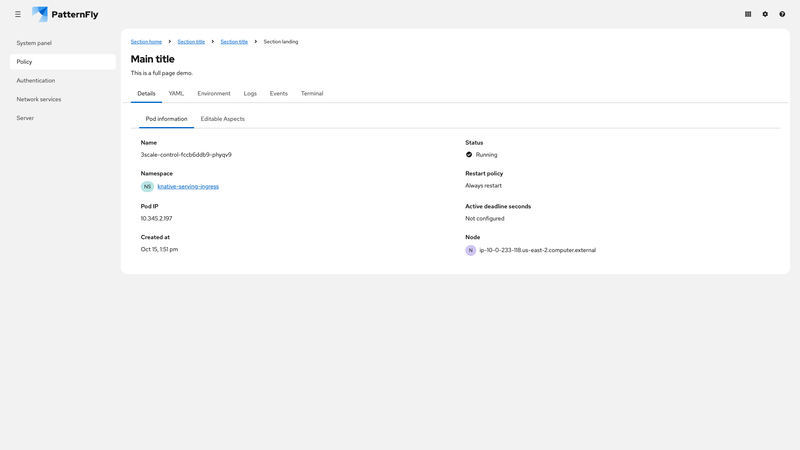 PatternFly
System panel
Policy
Authentication
Network services
Server
Section home
Section title
Section title
Section landing
Main title
This is a full page demo.
Details
YAML
Environment
Logs
Events
Terminal
Pod information
Editable Aspects
Name
3scale-control-fccb6ddb9-phyqv9
Status
Running
Namespace
NS knative-serving-ingress
Restart policy
Always restart
Pod IP
10.345.2.197
Active deadline seconds
Not configured
Created at
Oct 15, 1:51 pm
Node
N ip-10-0-233-118.us-east-2.computer.external